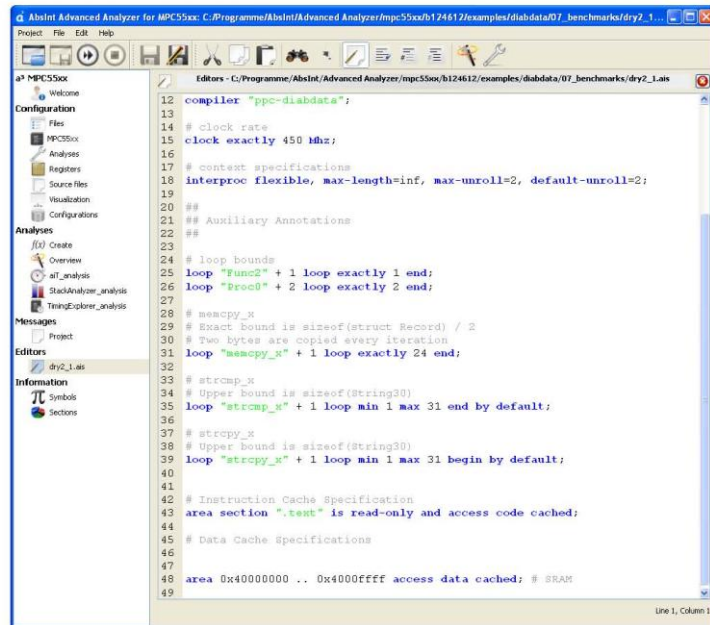 AbsInt Advanced Analyzer for MPC55xx: C:/Programme/AbsInt/Advanced Analyzer/mpc55xx/b124612/examples/diabdata/07_benchmarks/dry2_1...
Project File Edit Help
a³ MPC55xx
Welcome
Configuration
Files
MPC55xx
Analyses
Registers
Source files
Visualization
Configurations
Analyses
f(x) Create
Overview
aiT_analysis
StackAnalyzer_analysis
TimingExplorer_analysis
Messages
Project
Editors
dry2_1.ais
Information
Symbols
Sections
Editors - C:/Programme/AbsInt/Advanced Analyzer/mpc55xx/b124612/examples/diabdata/07_benchmarks/dry2_1.ais
12 compiler "ppc-diabdata";
13
14 # clock rate
15 clock exactly 450 Mhz;
16
17 # context specifications
18 interproc flexible, max-length=inf, max-unroll=2, default-unroll=2;
19
20 ##
21 ## Auxiliary Annotations
22 ##
23
24 # loop bounds
25 loop "Func2" + 1 loop exactly 1 end;
26 loop "Proc0" + 2 loop exactly 2 end;
27
28 # memcpy_x
29 # Exact bound is sizeof(struct Record) / 2
30 # Two bytes are copied every iteration
31 loop "memcpy_x" + 1 loop exactly 24 end;
32
33 # strcmp_x
34 # Upper bound is sizeof(String30)
35 loop "strcmp_x" + 1 loop min 1 max 31 end by default;
36
37 # strcpy_x
38 # Upper bound is sizeof(String30)
39 loop "strcpy_x" + 1 loop min 1 max 31 begin by default;
40
41
42 # Instruction Cache Specification
43 area section ".text" is read-only and access code cached;
44
45 # Data Cache Specifications
46
47
48 area 0x40000000 .. 0x4000ffff access data cached; # SRAM
49
Line 1, Column 1